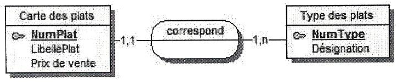 Carte des plats
NumPlat
LibelléPlat
Prix de vente
1,1
correspond
1,n
Type des plats
NumType
Désignation